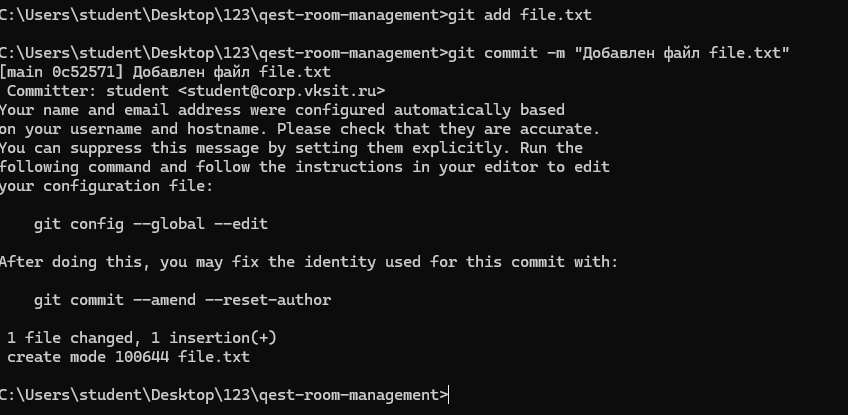 C:\Users\student\Desktop\123\qest-room-management>git add file.txt
C:\Users\student\Desktop\123\qest-room-management>git commit -m "Добавлен файл file.txt"
[main 0c52571] Добавлен файл file.txt
Committer: student <student@corp.vksit.ru>
Your name and email address were configured automatically based
on your username and hostname. Please check that they are accurate.
You can suppress this message by setting them explicitly. Run the
following command and follow the instructions in your editor to edit
your configuration file:
git config --global --edit
After doing this, you may fix the identity used for this commit with:
git commit --amend --reset-author
1 file changed, 1 insertion(+)
create mode 100644 file.txt
C:\Users\student\Desktop\123\qest-room-management>